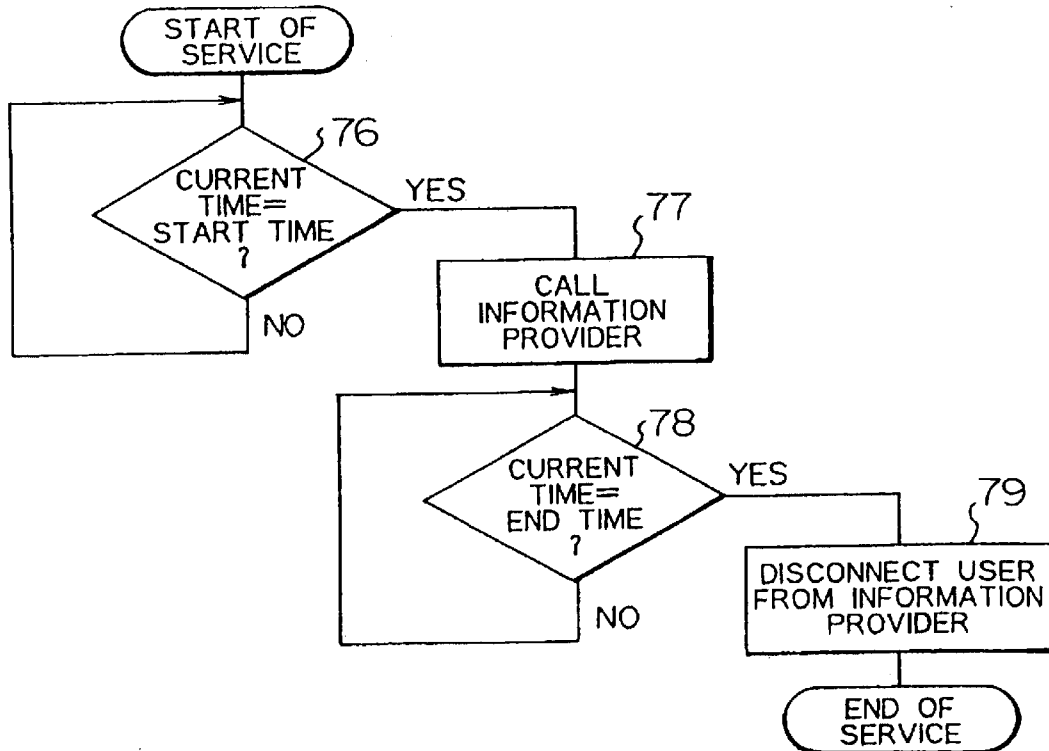 START OF
SERVICE
76
CURRENT
TIME=
START TIME
?
YES
NO
77
CALL
INFORMATION
PROVIDER
78
CURRENT
TIME=
END TIME
?
YES
NO
79
DISCONNECT USER
FROM INFORMATION
PROVIDER
END OF
SERVICE